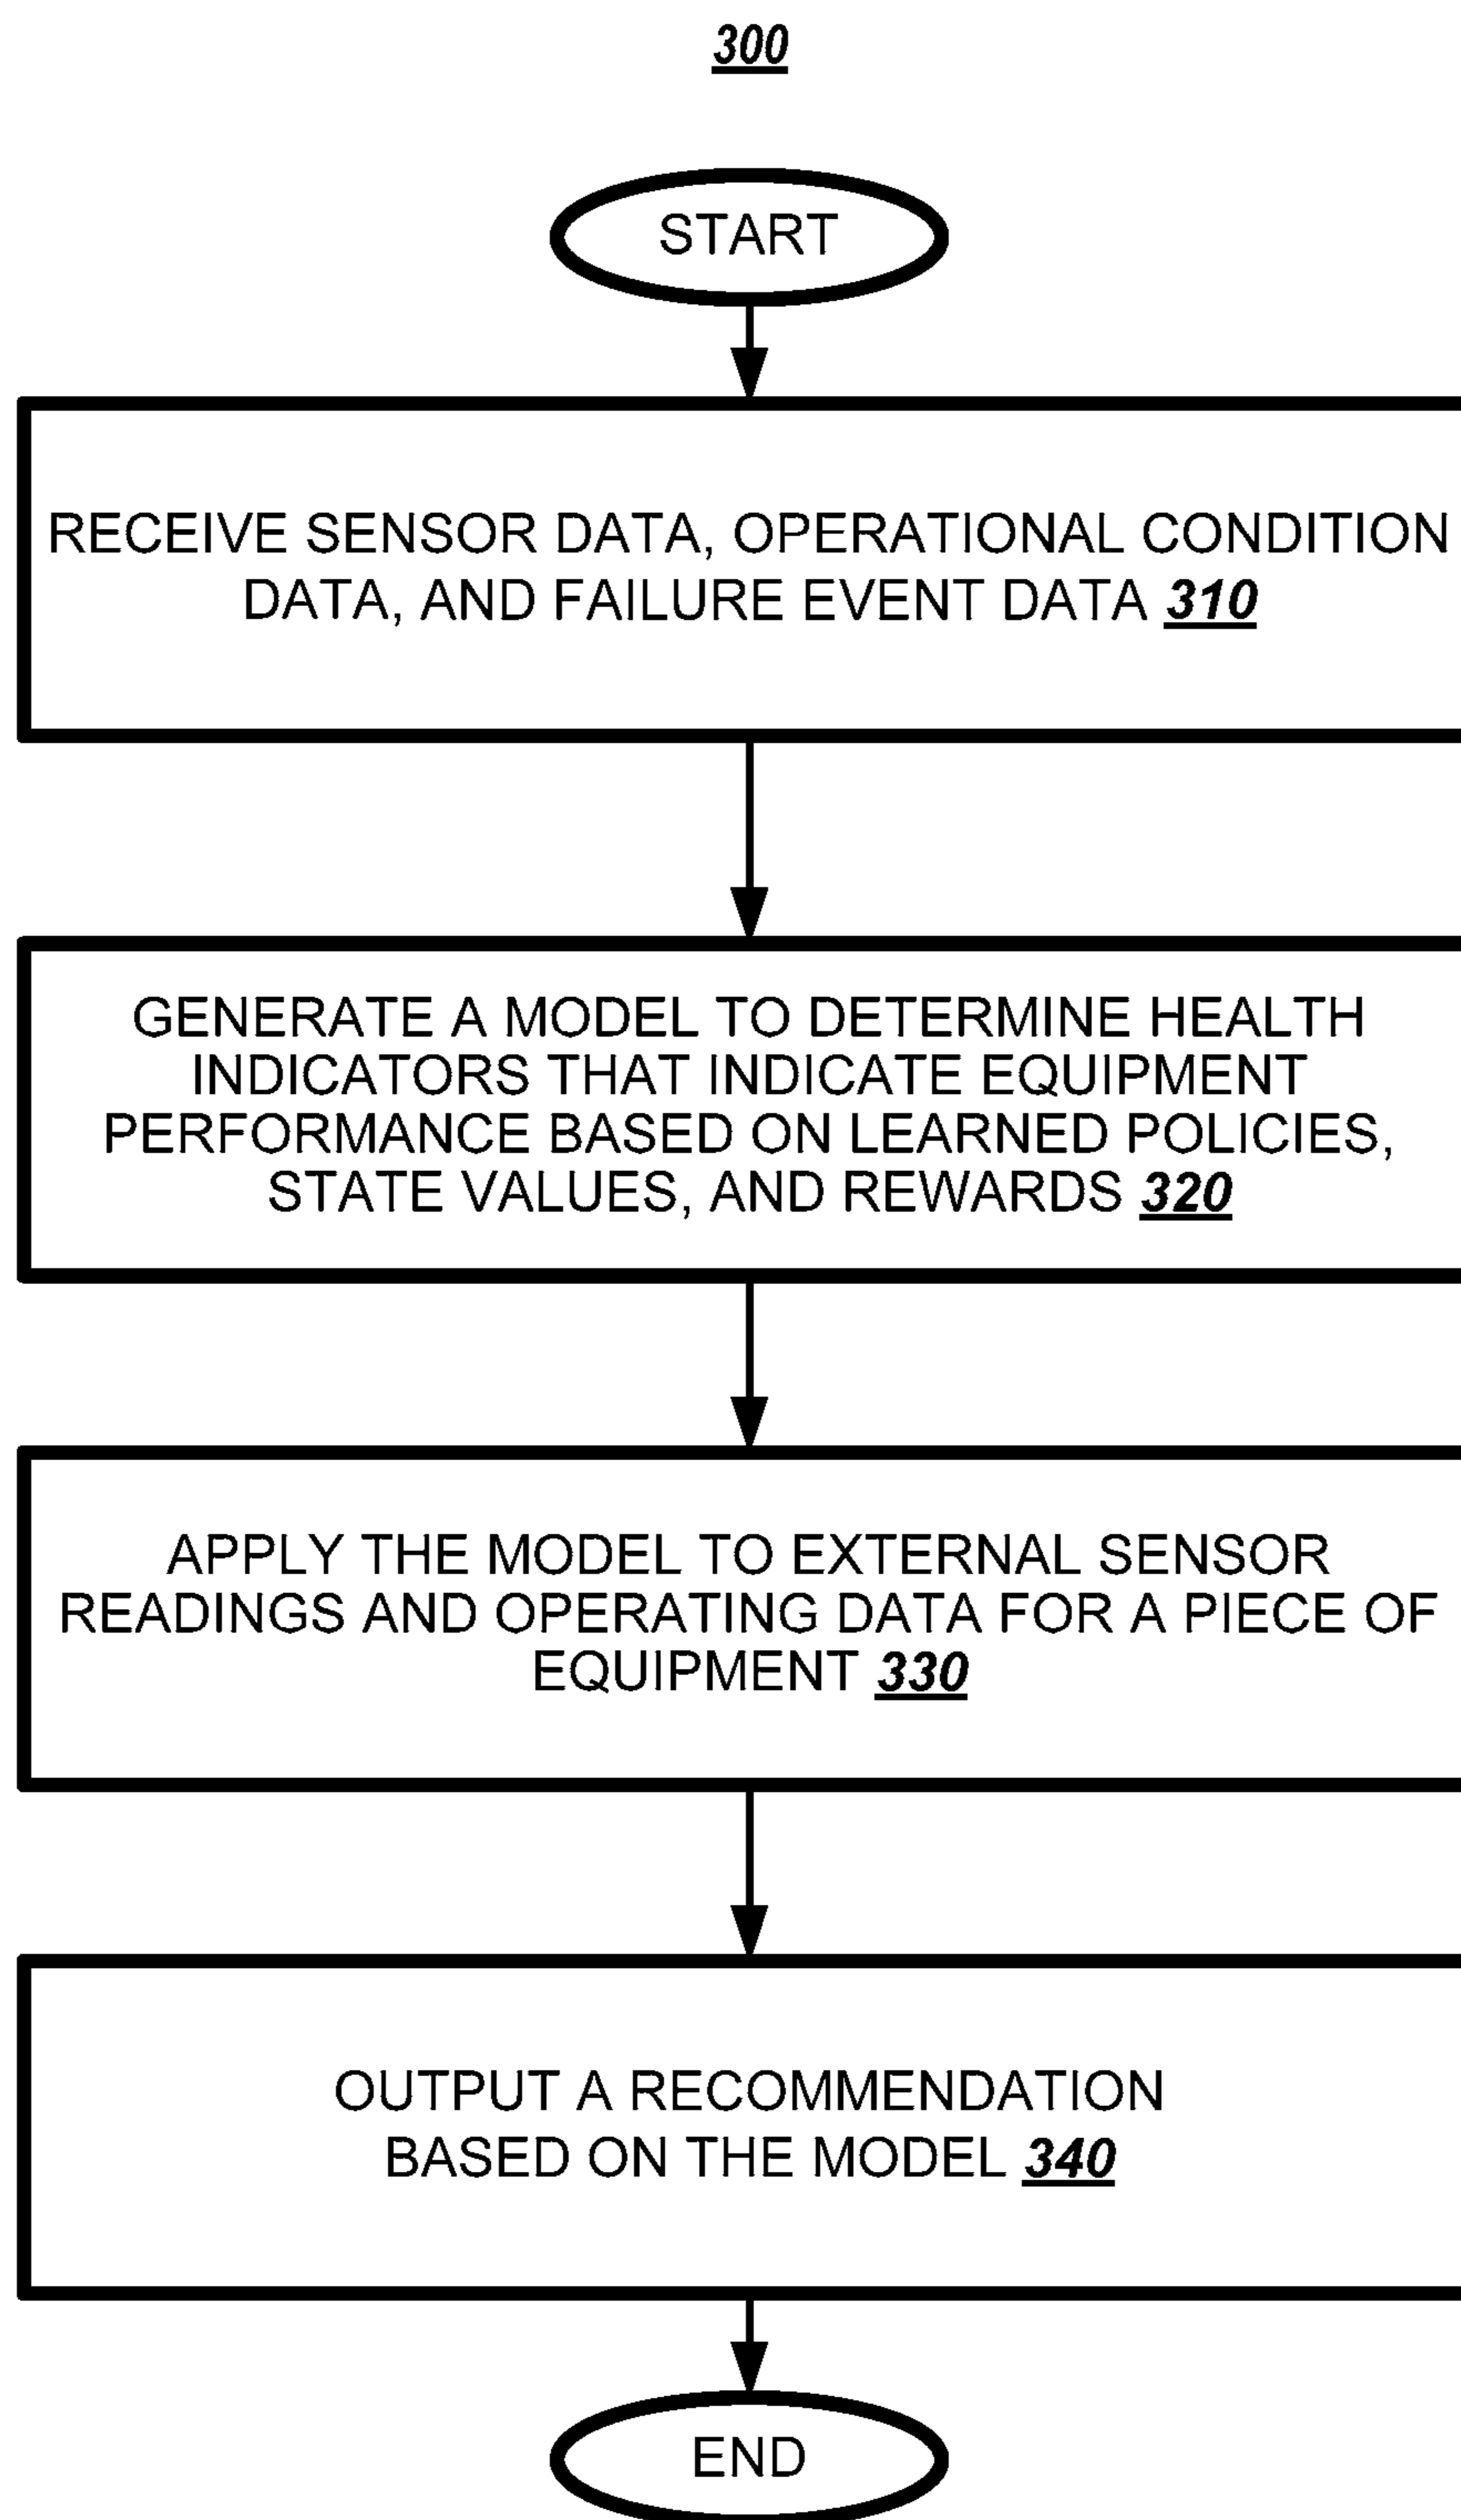 300
START
RECEIVE SENSOR DATA, OPERATIONAL CONDITION
DATA, AND FAILURE EVENT DATA 310
GENERATE A MODEL TO DETERMINE HEALTH
INDICATORS THAT INDICATE EQUIPMENT
PERFORMANCE BASED ON LEARNED POLICIES,
STATE VALUES, AND REWARDS 320
APPLY THE MODEL TO EXTERNAL SENSOR
READINGS AND OPERATING DATA FOR A PIECE OF
EQUIPMENT 330
OUTPUT A RECOMMENDATION
BASED ON THE MODEL 340
END